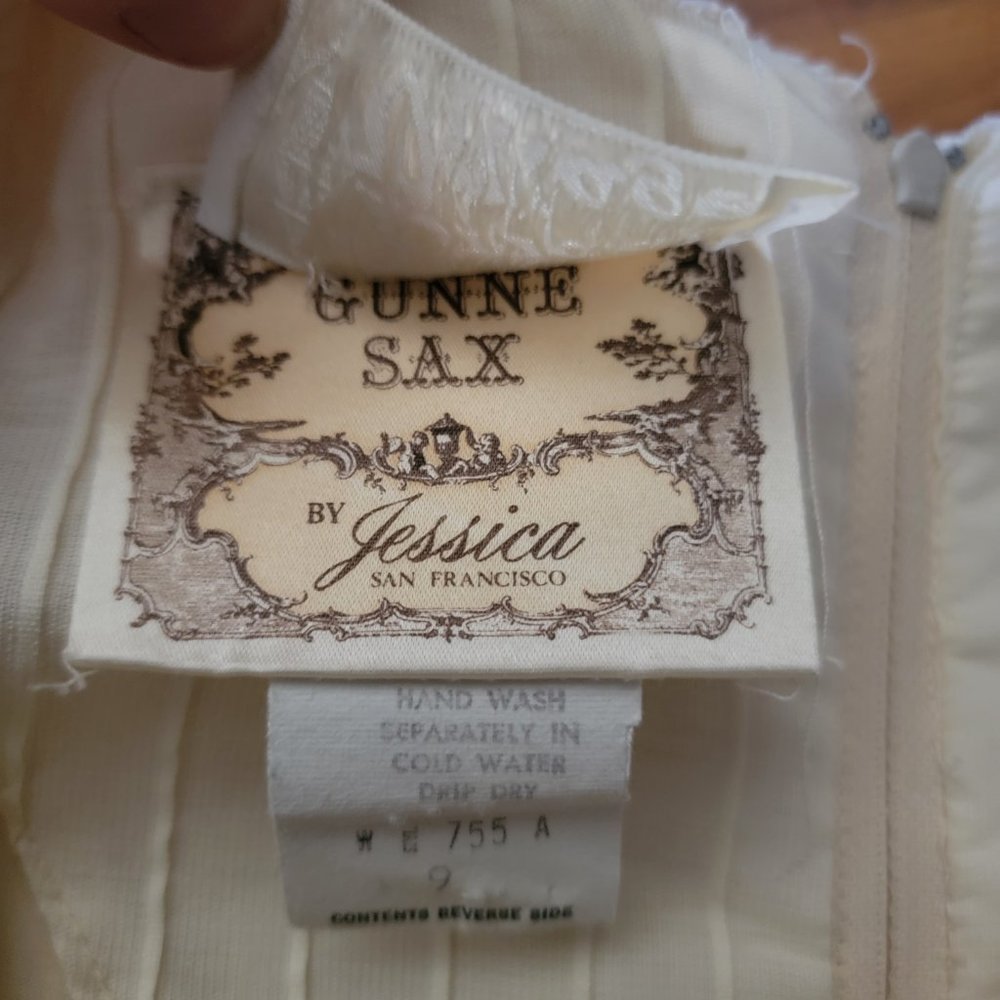 GUNNE
SAX
BY Jessica
SAN FRANCISCO
HAND WASH
SEPARATELY IN
COLD WATER
DRIP DRY
W E 755 A
9
CONTENTS REVERSE SIDE